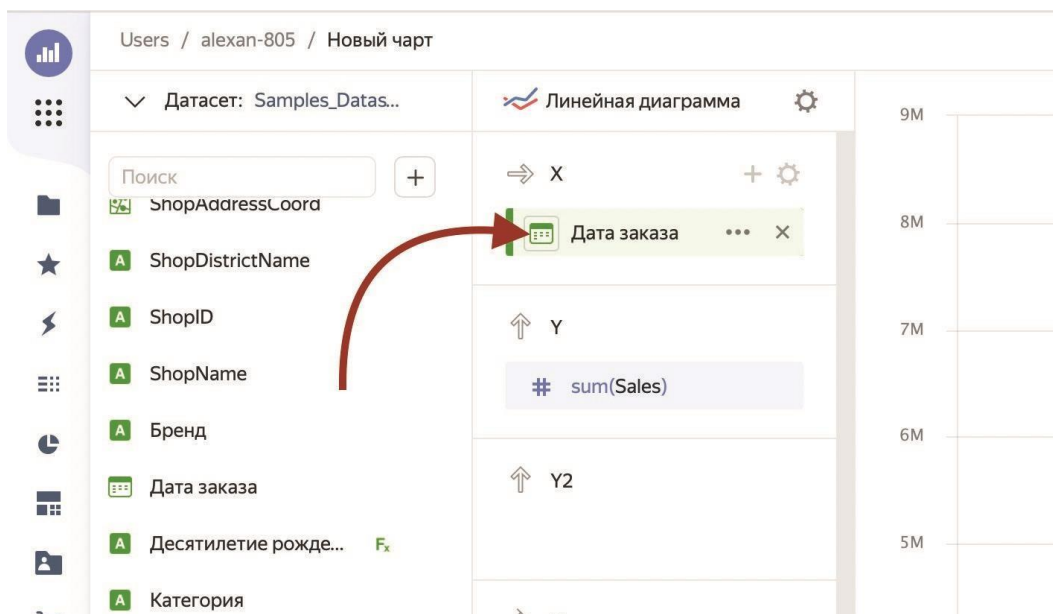 Users / alexan-805 / Новый чарт
Датасет: Samples_Datas...
Поиск
ShopAddressCoord
A ShopDistrictName
A ShopID
A ShopName
A Бренд
Дата заказа
A Десятилетие рожде... Fx
A Категория
Линейная диаграмма
X
Дата заказа
Y
# sum(Sales)
Y2
9M
8M
7M
6M
5M